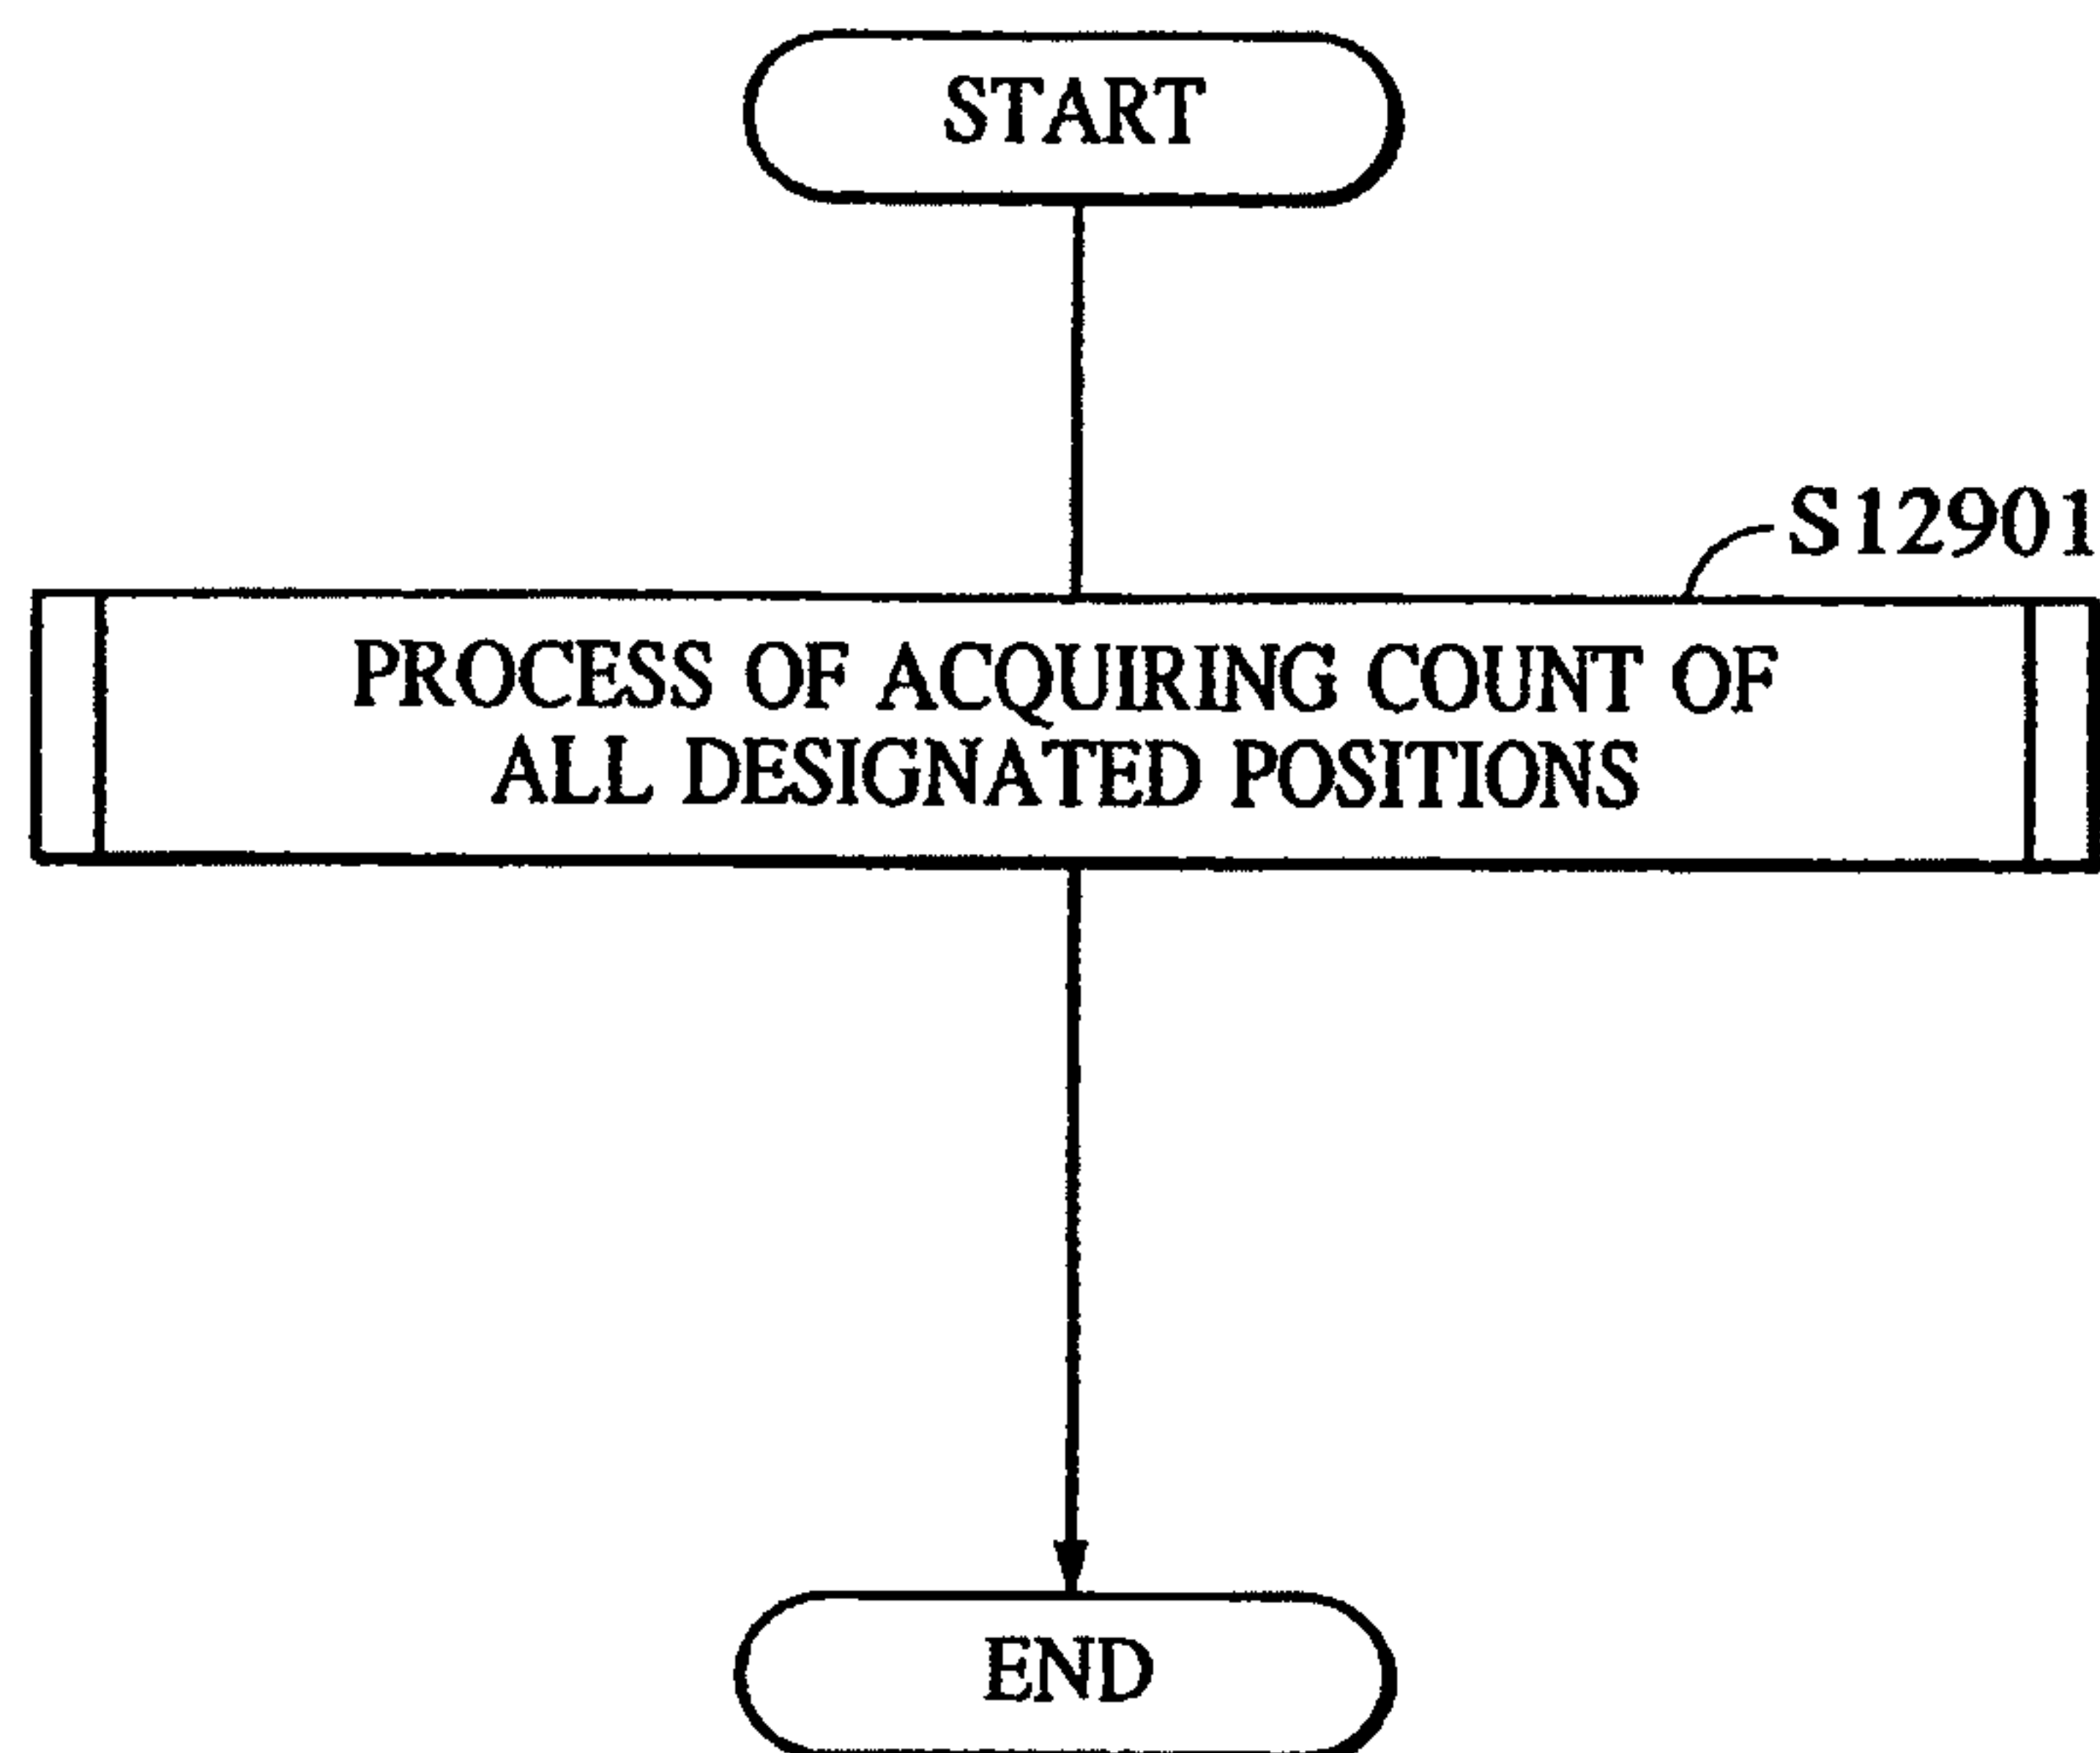 START
S12901
PROCESS OF ACQUIRING COUNT OF
ALL DESIGNATED POSITIONS
END